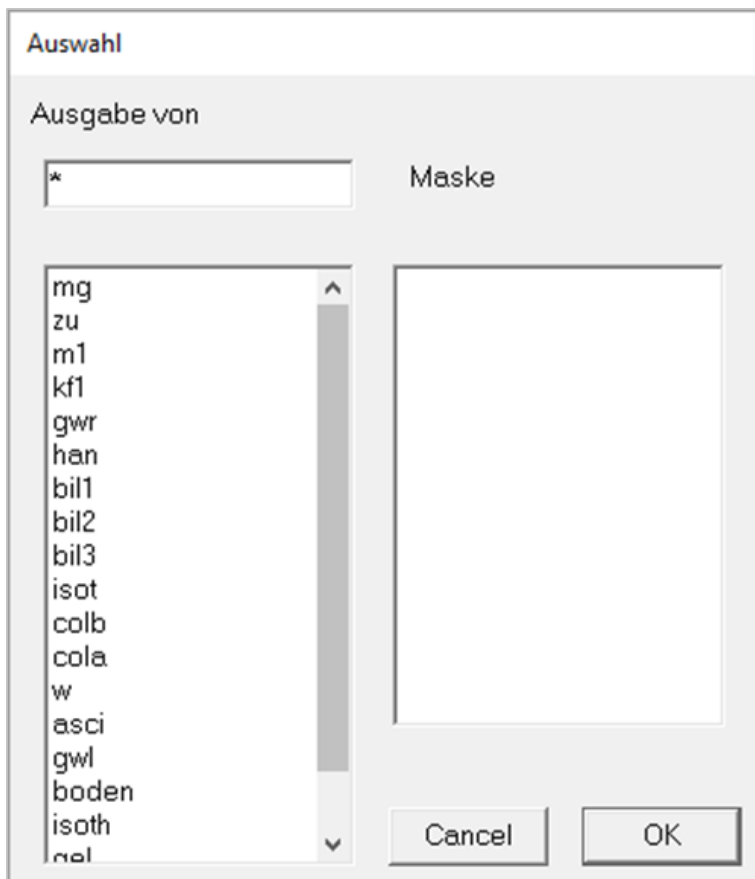 Auswahl
Ausgabe von
* Maske
mg
zu
m1
kf1
gwr
han
bil1
bil2
bil3
isot
colb
cola
w
asci
gwl
boden
isoth
gel
Cancel OK